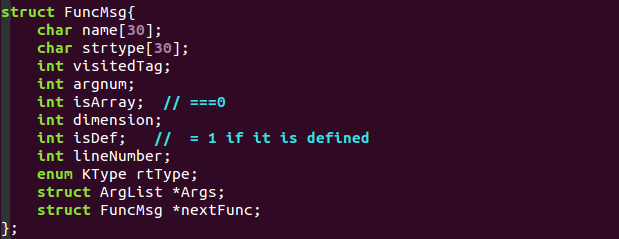 struct FuncMsg{
    char name[30];
    char strtype[30];
    int visitedTag;
    int argnum;
    int isArray;  // ===0
    int dimension;
    int isDef;   //  = 1 if it is defined
    int lineNumber;
    enum KType rtType;
    struct ArgList *Args;
    struct FuncMsg *nextFunc;
};